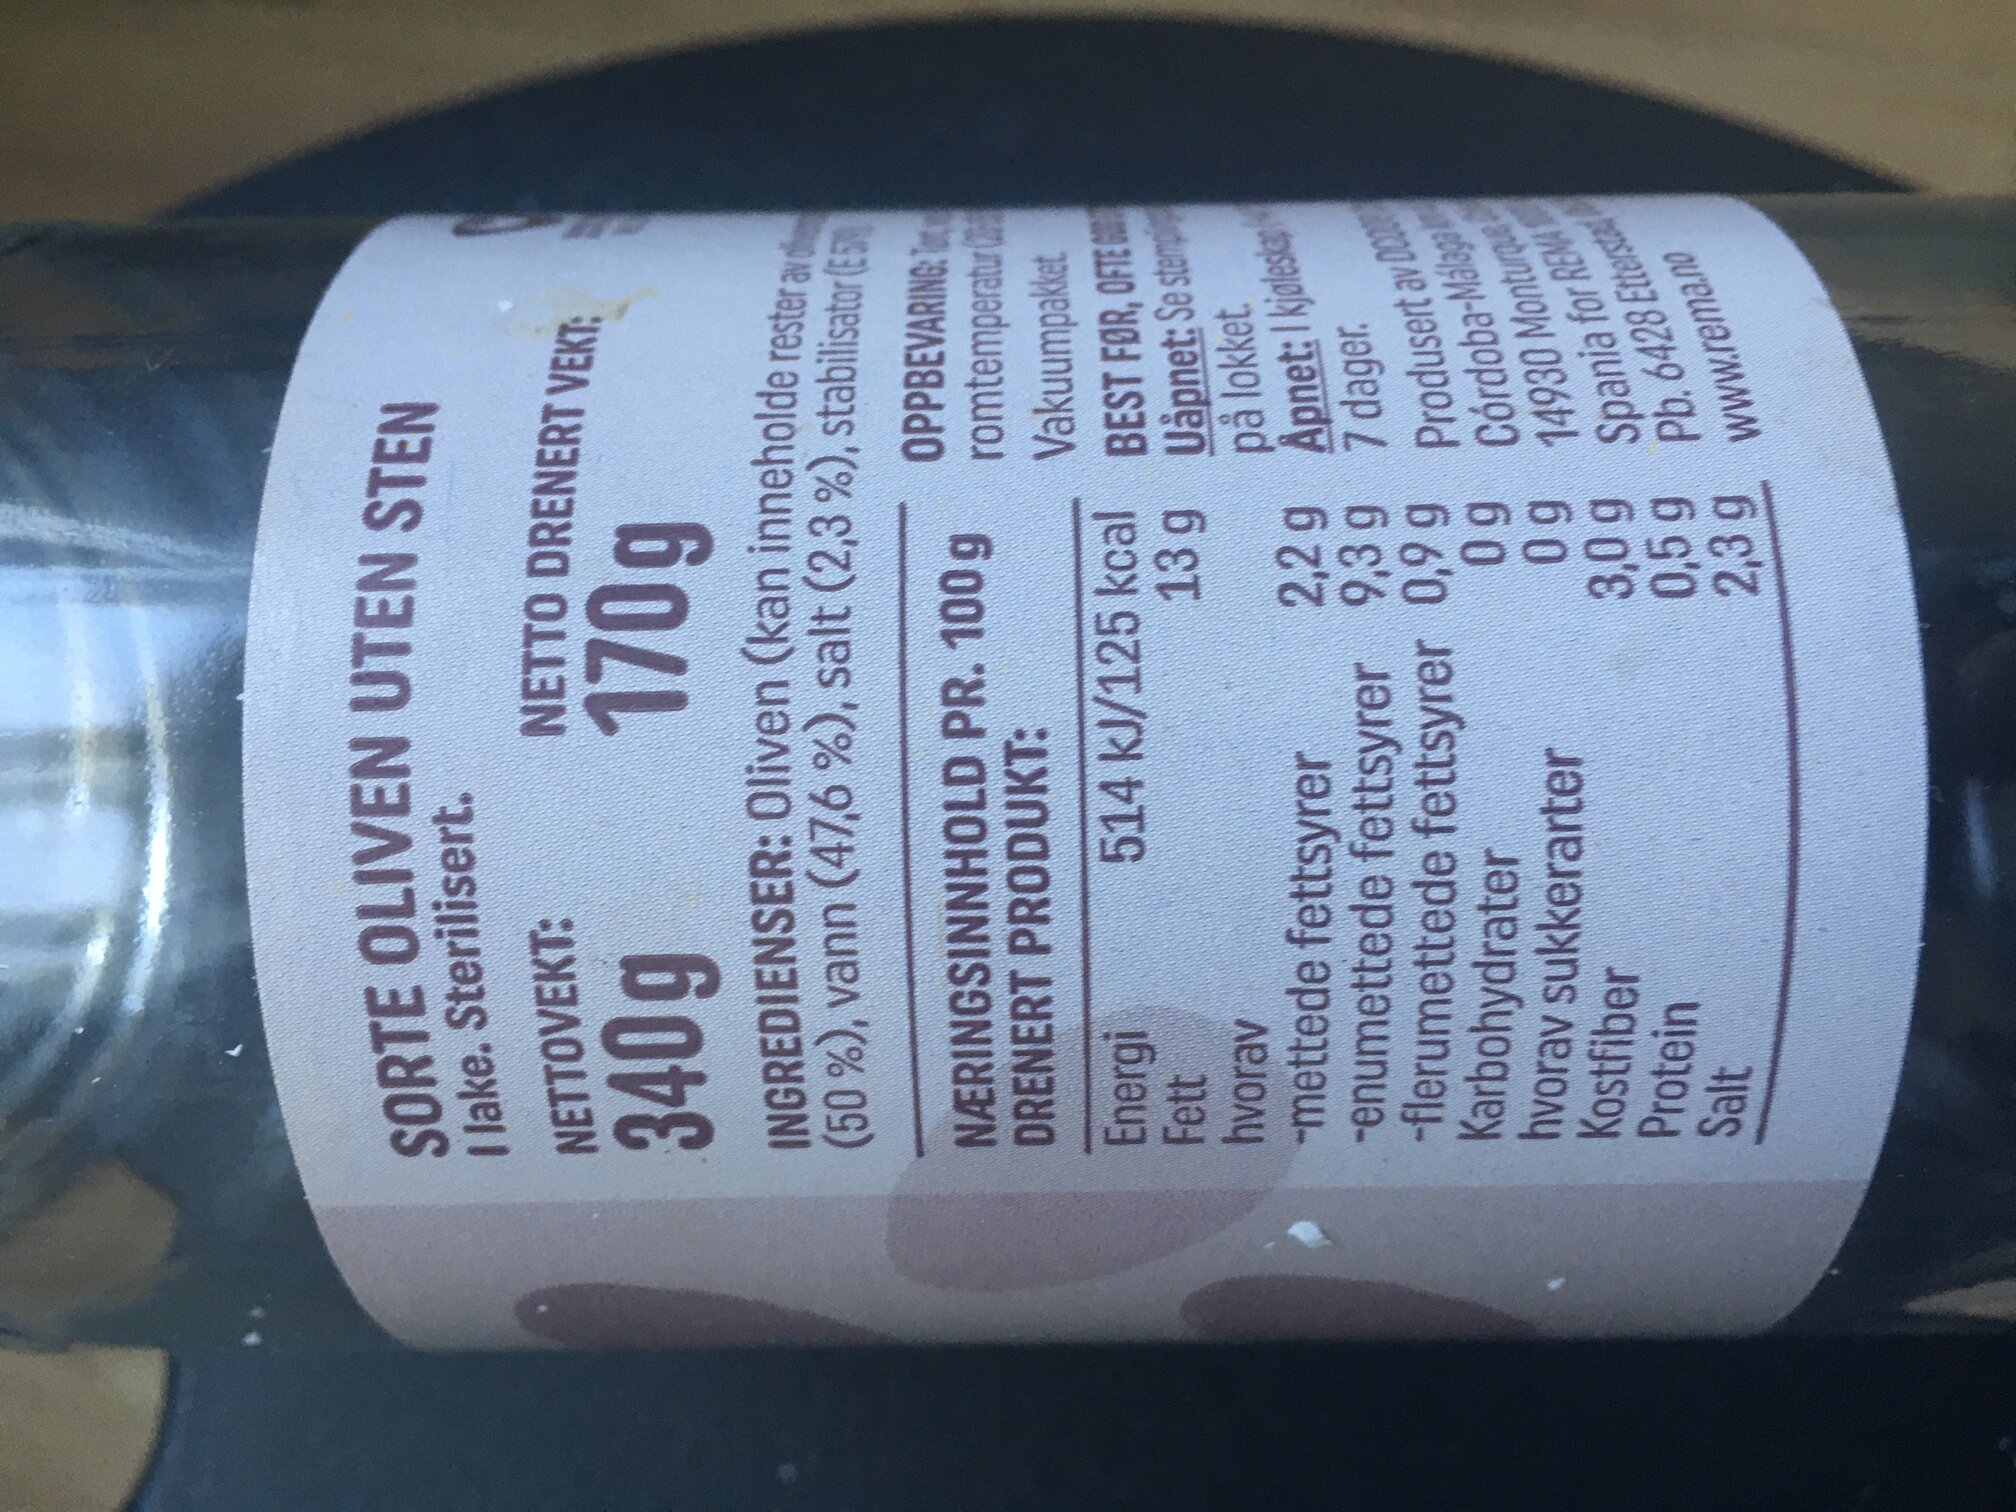 SORTE OLIVEN UTEN STEN
I lake. Sterilisert.
NETTOVEKT:
340 g
NETTO DRENERT VEKT:
170 g
INGREDIENSER: Oliven (kan inneholde rester av
(50 %), vann (47,6 %), salt (2,3 %), stabilisator
NÆRINGSINNHOLD PR. 100 g
DRENERT PRODUKT:
Energi 514 kJ/125 kcal
Fett 13 g
hvorav
-mettede fettsyrer 2,2 g
-enumettede fettsyrer 9,3 g
-flerumettede fettsyrer 0,9 g
Karbohydrater 0 g
hvorav sukkerarter 0 g
Kostfiber 3,0 g
Protein 0,5 g
Salt 2,3 g
OPPBEVARING:
romtemperatur
Vakuumpakket.
BEST FØR, OFTE
Uåpnet: Se
på lokket.
Åpnet: I kjøleskap
7 dager.
Produsert av
Córdoba-Málaga
14930 Monturque,
Spania for REMA
Pb. 6428 Etterstad,
www.rema.no